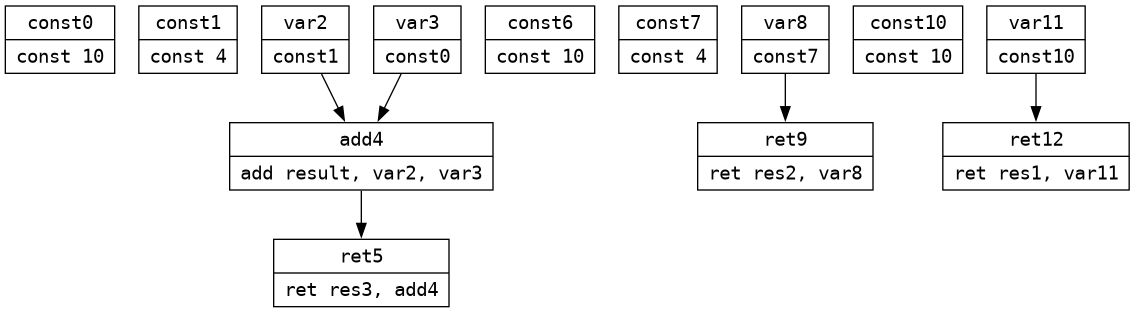 const0
const 10
const1
const 4
var2
const1
var3
const0
const6
const 10
const7
const 4
var8
const7
const10
const 10
var11
const10
add4
add result, var2, var3
ret9
ret res2, var8
ret12
ret res1, var11
ret5
ret res3, add4